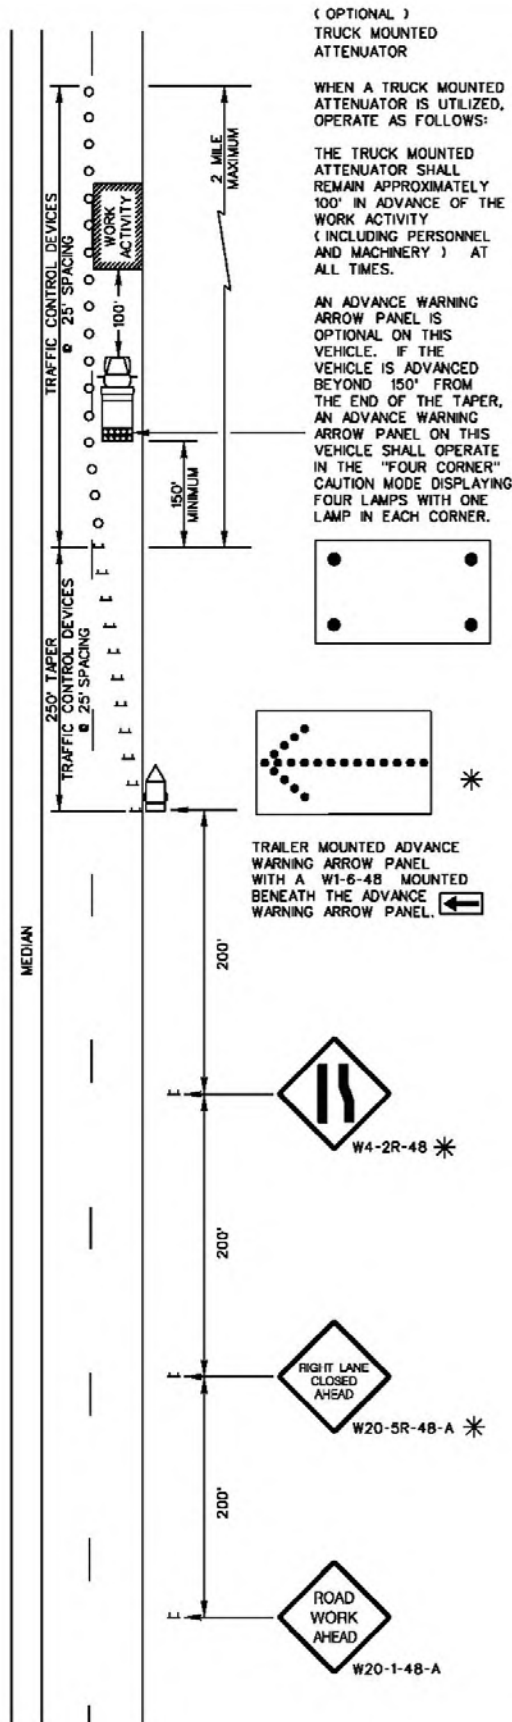 ( OPTIONAL )
TRUCK MOUNTED
ATTENUATOR
WHEN A TRUCK MOUNTED
ATTENUATOR IS UTILIZED,
OPERATE AS FOLLOWS:
THE TRUCK MOUNTED
ATTENUATOR SHALL
REMAIN APPROXIMATELY
100' IN ADVANCE OF THE
WORK ACTIVITY
( INCLUDING PERSONNEL
AND MACHINERY ) AT
ALL TIMES.
AN ADVANCE WARNING
ARROW PANEL IS
OPTIONAL ON THIS
VEHICLE. IF THE
VEHICLE IS ADVANCED
BEYOND 150' FROM
THE END OF THE TAPER,
AN ADVANCE WARNING
ARROW PANEL ON THIS
VEHICLE SHALL OPERATE
IN THE "FOUR CORNER"
CAUTION MODE DISPLAYING
FOUR LAMPS WITH ONE
LAMP IN EACH CORNER.
TRAFFIC CONTROL DEVICES
@ 25' SPACING
WORK
ACTIVITY
2 MILE
MAXIMUM
100'
150'
MINIMUM
250' TAPER
TRAFFIC CONTROL DEVICES
@ 25' SPACING
TRAILER MOUNTED ADVANCE
WARNING ARROW PANEL
WITH A W1-6-48 MOUNTED
BENEATH THE ADVANCE
WARNING ARROW PANEL.
MEDIAN
200'
W4-2R-48
200'
RIGHT LANE
CLOSED
AHEAD
W20-5R-48-A
200'
ROAD
WORK
AHEAD
W20-1-48-A